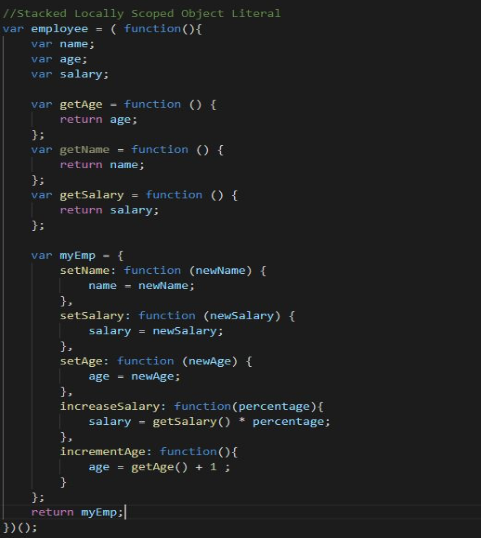 //Stacked Locally Scoped Object Literal
var employee = ( function(){
    var name;
    var age;
    var salary;

    var getAge = function () {
        return age;
    };
    var getName = function () {
        return name;
    };
    var getSalary = function () {
        return salary;
    };

    var myEmp = {
        setName: function (newName) {
            name = newName;
        },
        setSalary: function (newSalary) {
            salary = newSalary;
        },
        setAge: function (newAge) {
            age = newAge;
        },
        increaseSalary: function(percentage){
            salary = getSalary() * percentage;
        },
        incrementAge: function(){
            age = getAge() + 1 ;
        }
    };
    return myEmp;
})();